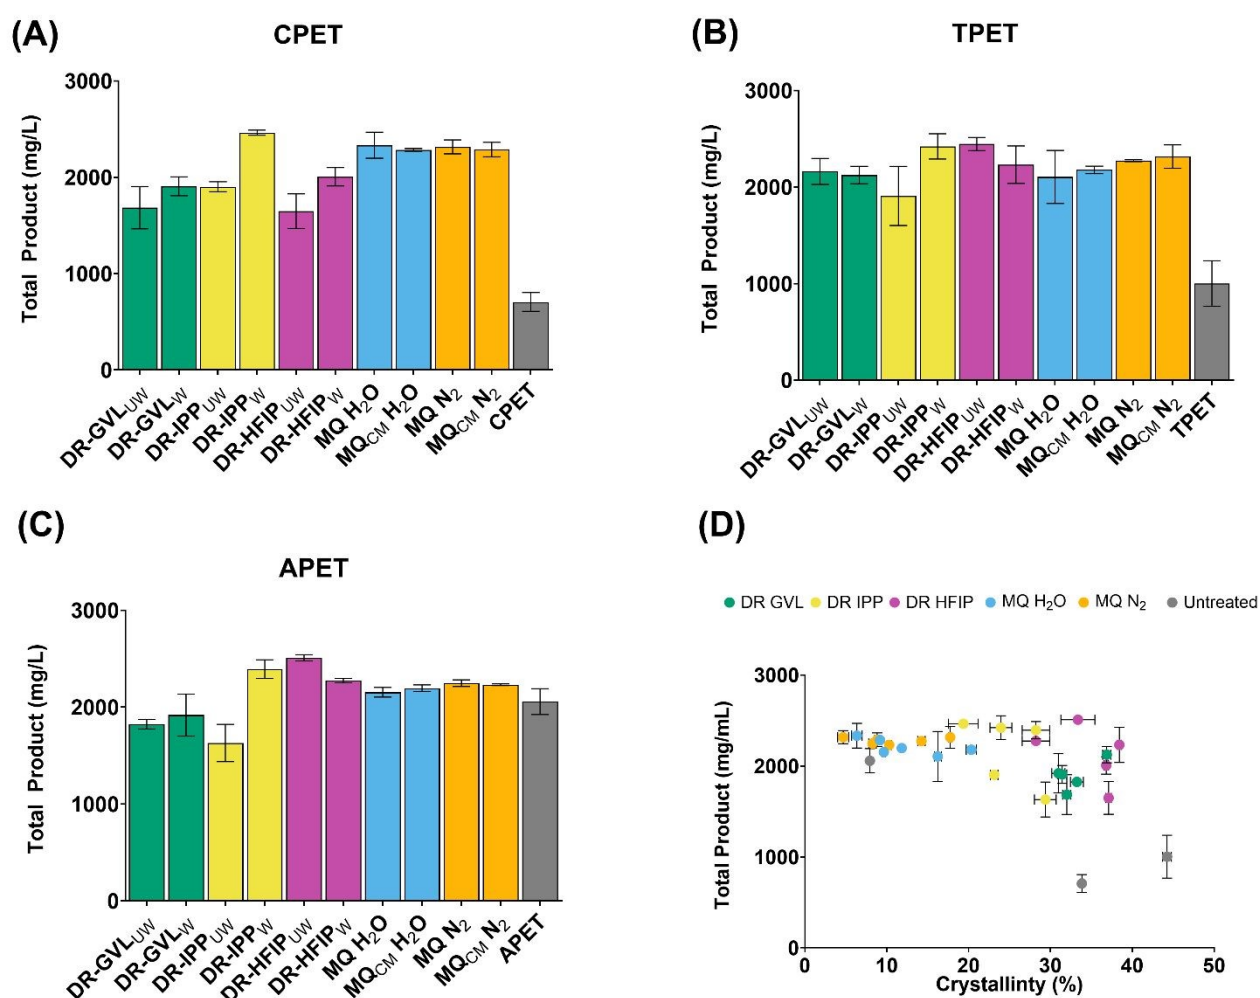 (A)
CPET
Total Product (mg/L)
3000
2000
1000
0
DR-GVLUW
DR-GVLW
DR-IPPUW
DR-IPPW
DR-HFIPUW
DR-HFIPW
MQ H2O
MQCM H2O
MQ N2
MQCM N2
CPET
(B)
TPET
Total Product (mg/L)
3000
2000
1000
0
DR-GVLUW
DR-GVLW
DR-IPPUW
DR-IPPW
DR-HFIPUW
DR-HFIPW
MQ H2O
MQCM H2O
MQ N2
MQCM N2
TPET
(C)
APET
Total Product (mg/L)
3000
2000
1000
0
DR-GVLUW
DR-GVLW
DR-IPPUW
DR-IPPW
DR-HFIPUW
DR-HFIPW
MQ H2O
MQCM H2O
MQ N2
MQCM N2
APET
(D)
DR GVL DR IPP DR HFIP MQ H2O MQ N2 Untreated
Total Product (mg/mL)
3000
2000
1000
0
0 10 20 30 40 50
Crystallinty (%)